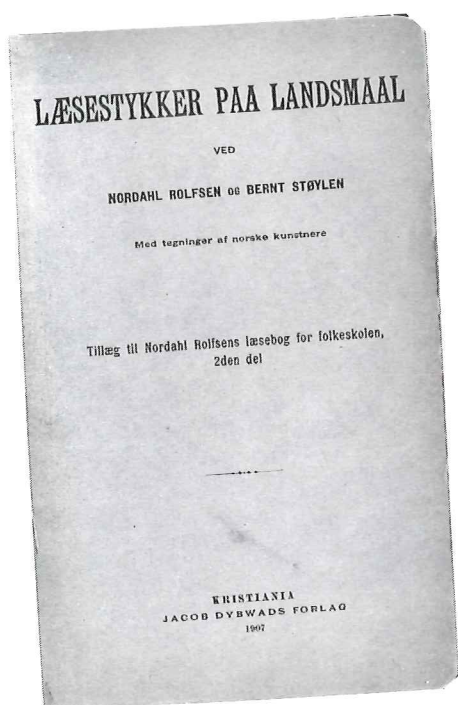 LÆSESTYKKER PAA LANDSMAAL
VED
NORDAHL ROLFSEN OG BERNT STØYLEN
Med tegninger af norske kunstnere
Tillæg til Nordahl Rolfsens læsebog for folkeskolen,
2den del
KRISTIANIA
JACOB DYBWADS FORLAG
1907